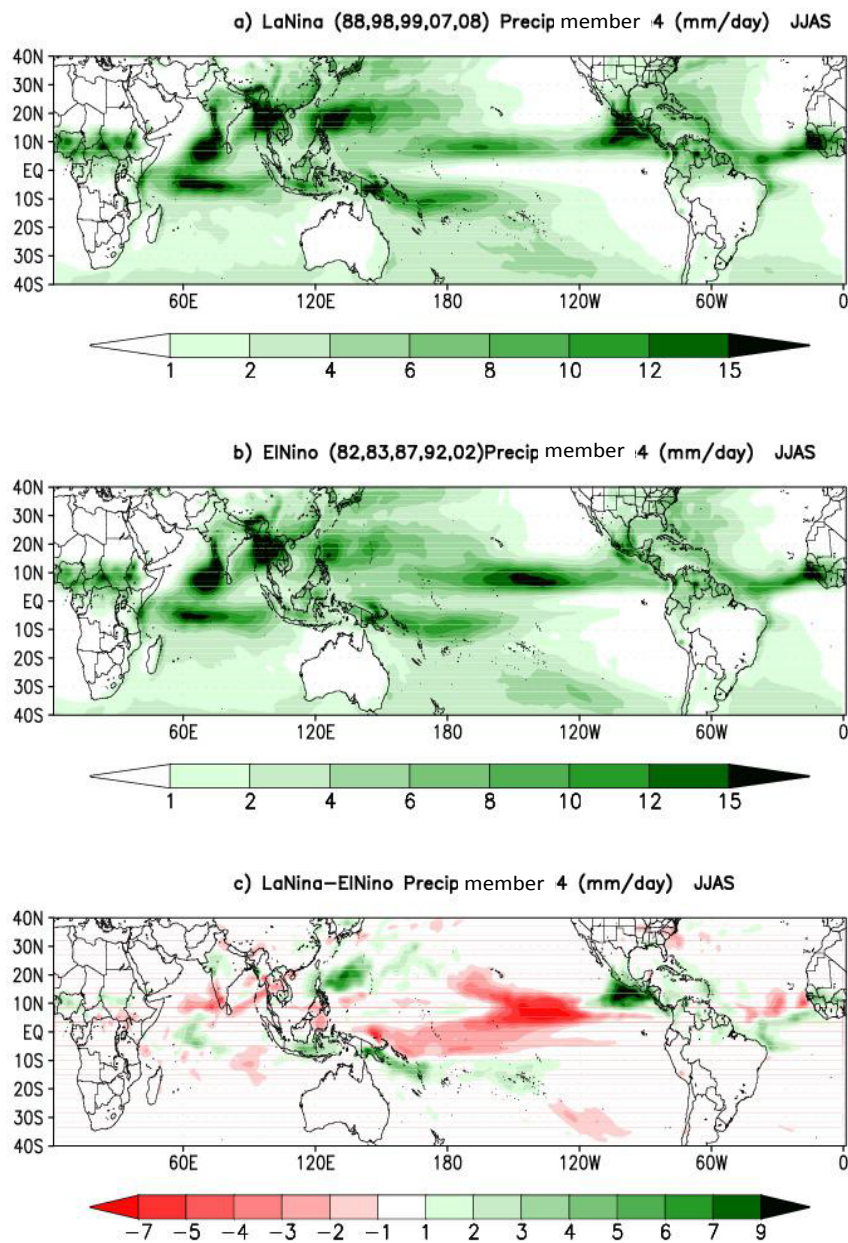 a) LaNina (88,98,99,07,08) Precip member 4 (mm/day) JJAS
40N
30N
20N
10N
EQ
10S
20S
30S
40S
60E 120E 180 120W 60W 0
1 2 4 6 8 10 12 15
b) ElNino (82,83,87,92,02)Precip member 4 (mm/day) JJAS
40N
30N
20N
10N
EQ
10S
20S
30S
40S
60E 120E 180 120W 60W 0
1 2 4 6 8 10 12 15
c) LaNina-ElNino Precip member 4 (mm/day) JJAS
40N
30N
20N
10N
EQ
10S
20S
30S
40S
60E 120E 180 120W 60W 0
-7 -5 -4 -3 -2 -1 1 2 3 5 6 7 9